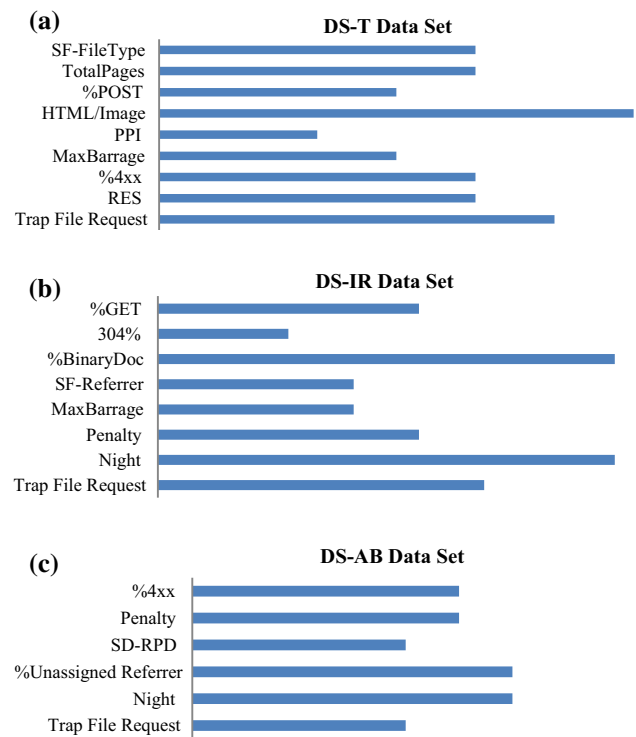 (a)
DS-T Data Set
SF-FileType
TotalPages
%POST
HTML/Image
PPI
MaxBarrage
%4xx
RES
Trap File Request
(b)
DS-IR Data Set
%GET
304%
%BinaryDoc
SF-Referrer
MaxBarrage
Penalty
Night
Trap File Request
(c)
DS-AB Data Set
%4xx
Penalty
SD-RPD
%Unassigned Referrer
Night
Trap File Request